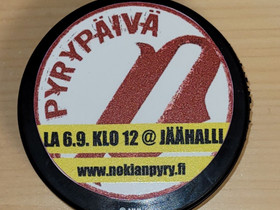 PYRYPÄIVÄ
LA 6.9. KLO 12 @ JÄÄHALLI
www.nokianpyry.fi